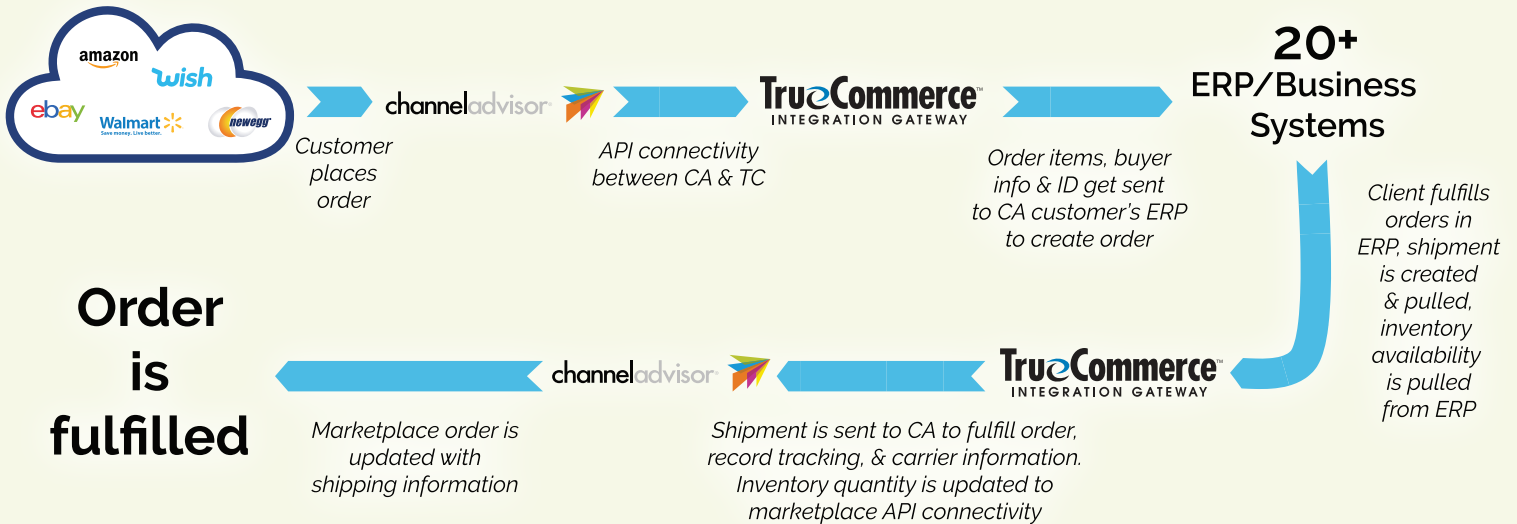 amazon
wish
ebay
Walmart
Save money. Live better.
newegg
Customer
places
order
channeladvisor
API connectivity
between CA & TC
TrueCommerce™
INTEGRATION GATEWAY
Order items, buyer
info & ID get sent
to CA customer's ERP
to create order
20+
ERP/Business
Systems
Client fulfills
orders in
ERP, shipment
is created
& pulled,
inventory
availability
is pulled
from ERP
TrueCommerce™
INTEGRATION GATEWAY
Shipment is sent to CA to fulfill order,
record tracking, & carrier information.
Inventory quantity is updated to
marketplace API connectivity
channeladvisor
Marketplace order is
updated with
shipping information
Order
is
fulfilled